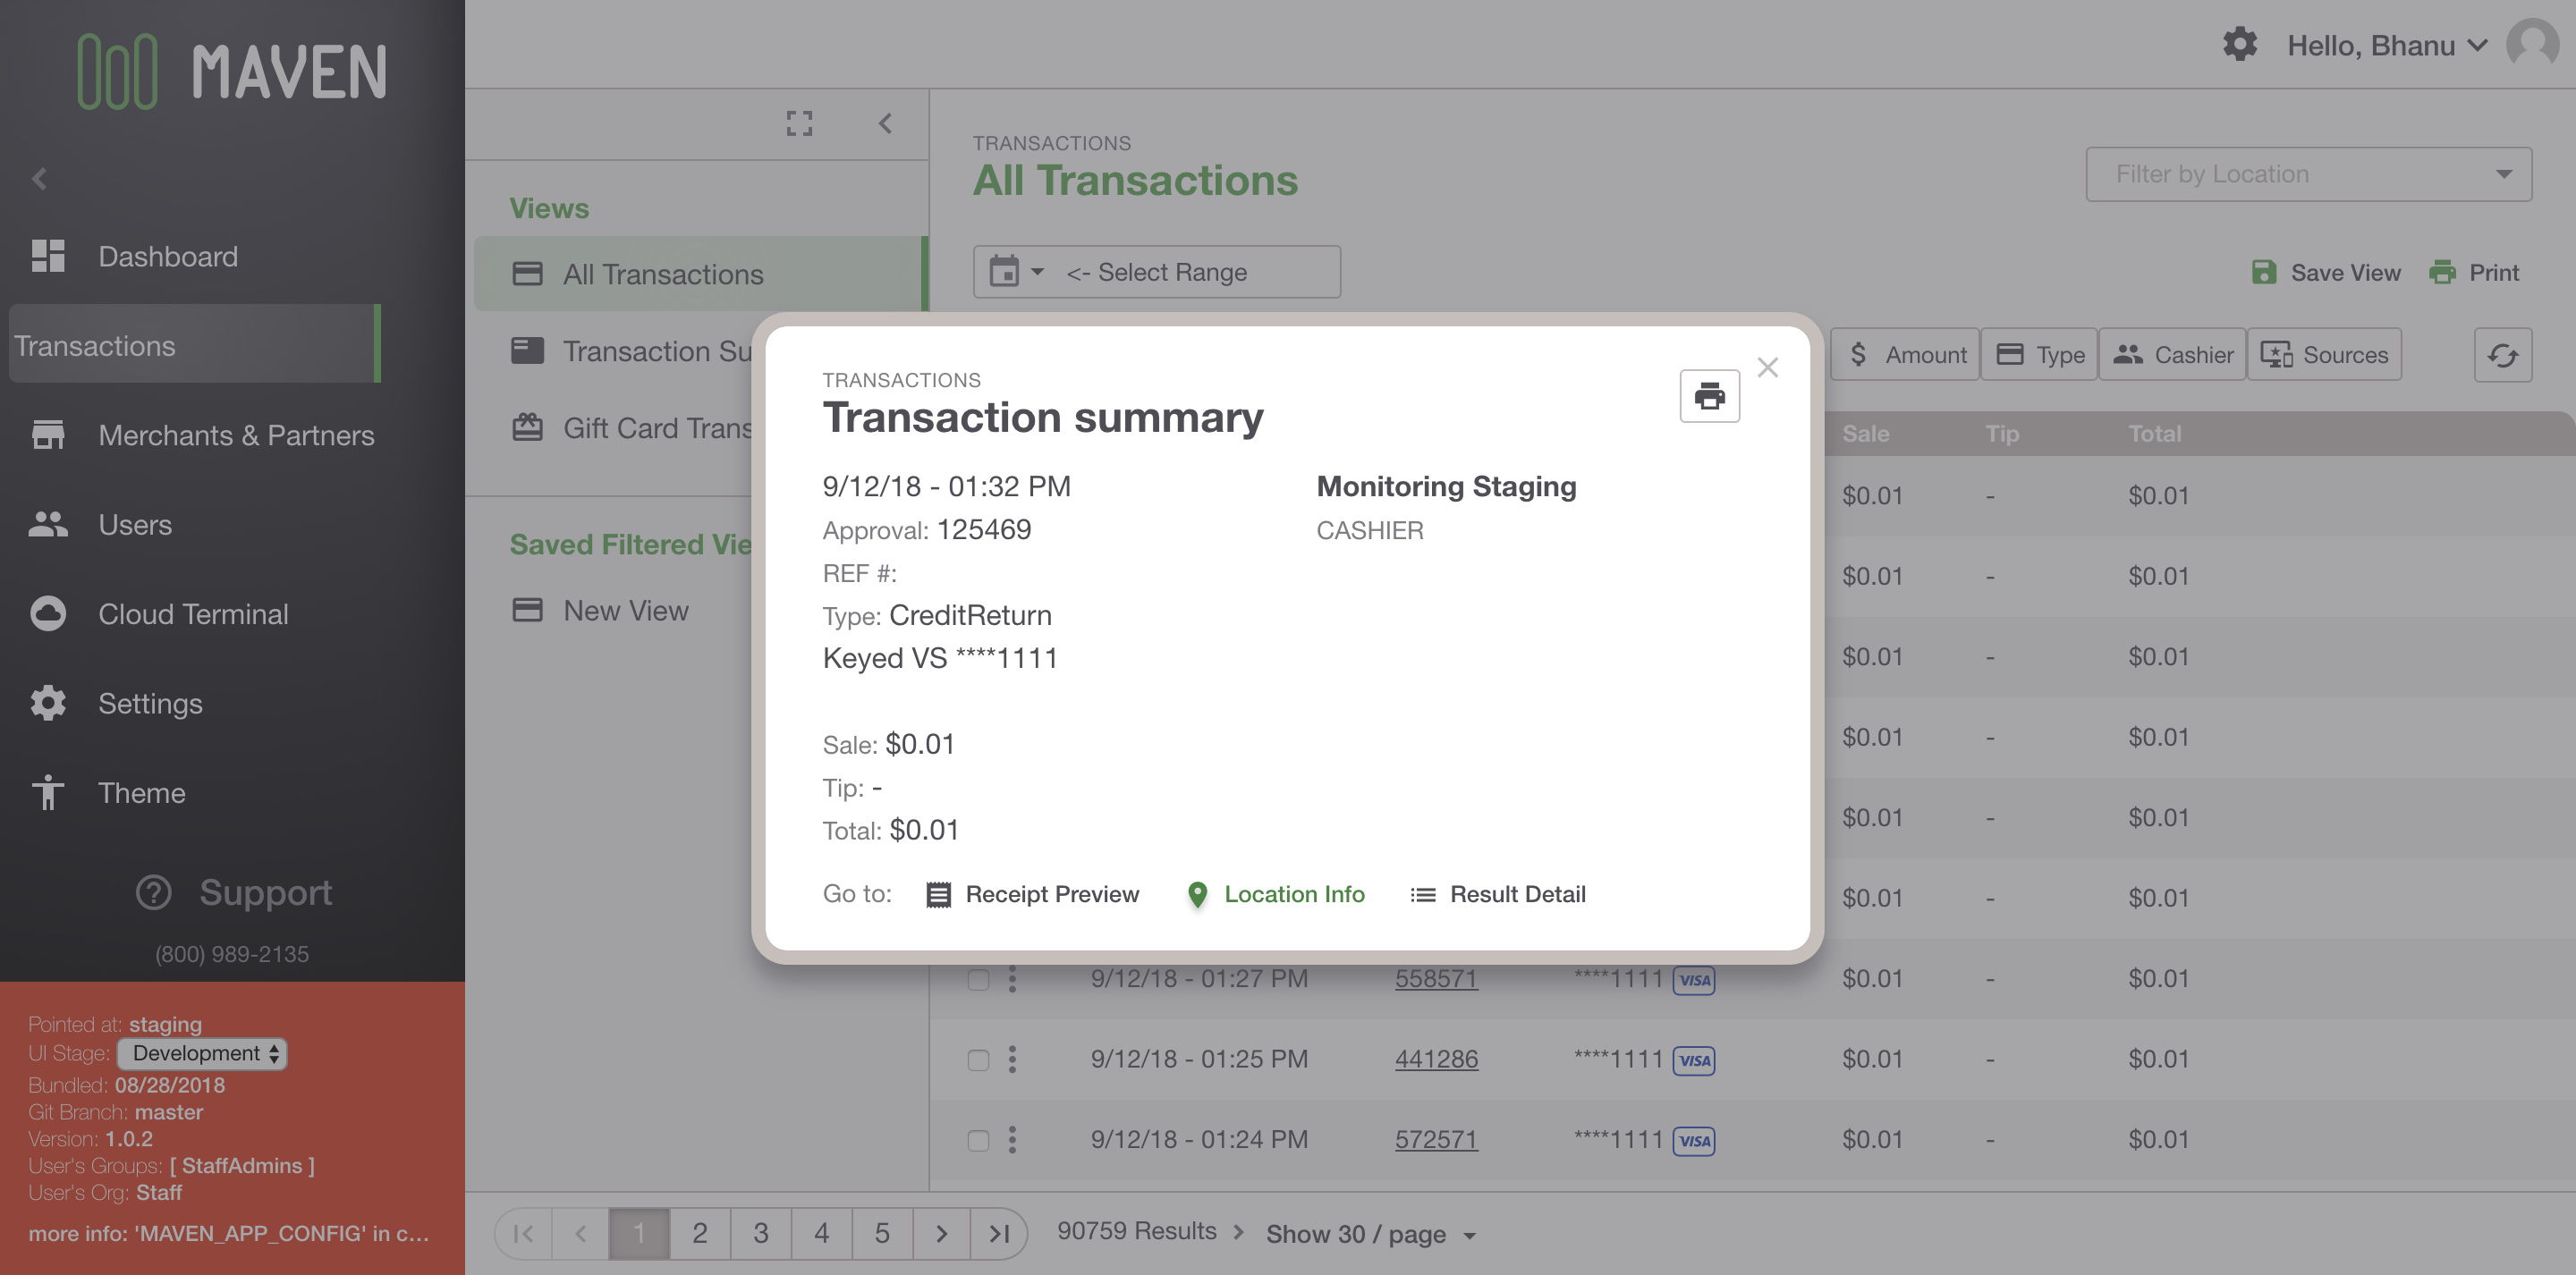 MAVEN
Hello, Bhanu
Dashboard
Transactions
Merchants & Partners
Users
Cloud Terminal
Settings
Theme
Support
(800) 989-2135
Pointed at: staging
UI Stage: Development
Bundled: 08/28/2018
Git Branch: master
Version: 1.0.2
User's Groups: [ StaffAdmins ]
User's Org: Staff
more info: 'MAVEN_APP_CONFIG' in c...
Views
All Transactions
Transaction Su
Gift Card Trans
Saved Filtered Vie
New View
TRANSACTIONS
All Transactions
Filter by Location
<- Select Range
Save View Print
$ Amount Type Cashier Sources
Sale Tip Total
$0.01 - $0.01
$0.01 - $0.01
$0.01 - $0.01
$0.01 - $0.01
$0.01 - $0.01
$0.01 - $0.01
9/12/18 - 01:27 PM 558571 ****1111 VISA $0.01 - $0.01
9/12/18 - 01:25 PM 441286 ****1111 VISA $0.01 - $0.01
9/12/18 - 01:24 PM 572571 ****1111 VISA $0.01 - $0.01
TRANSACTIONS
Transaction summary
9/12/18 - 01:32 PM
Approval: 125469
REF #:
Type: CreditReturn
Keyed VS ****1111
Monitoring Staging
CASHIER
Sale: $0.01
Tip: -
Total: $0.01
Go to: Receipt Preview Location Info Result Detail
1 2 3 4 5 90759 Results Show 30 / page